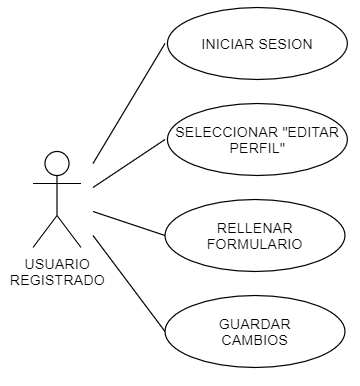 INICIAR SESION
SELECCIONAR "EDITAR
PERFIL"
RELLENAR
FORMULARIO
USUARIO
REGISTRADO
GUARDAR
CAMBIOS